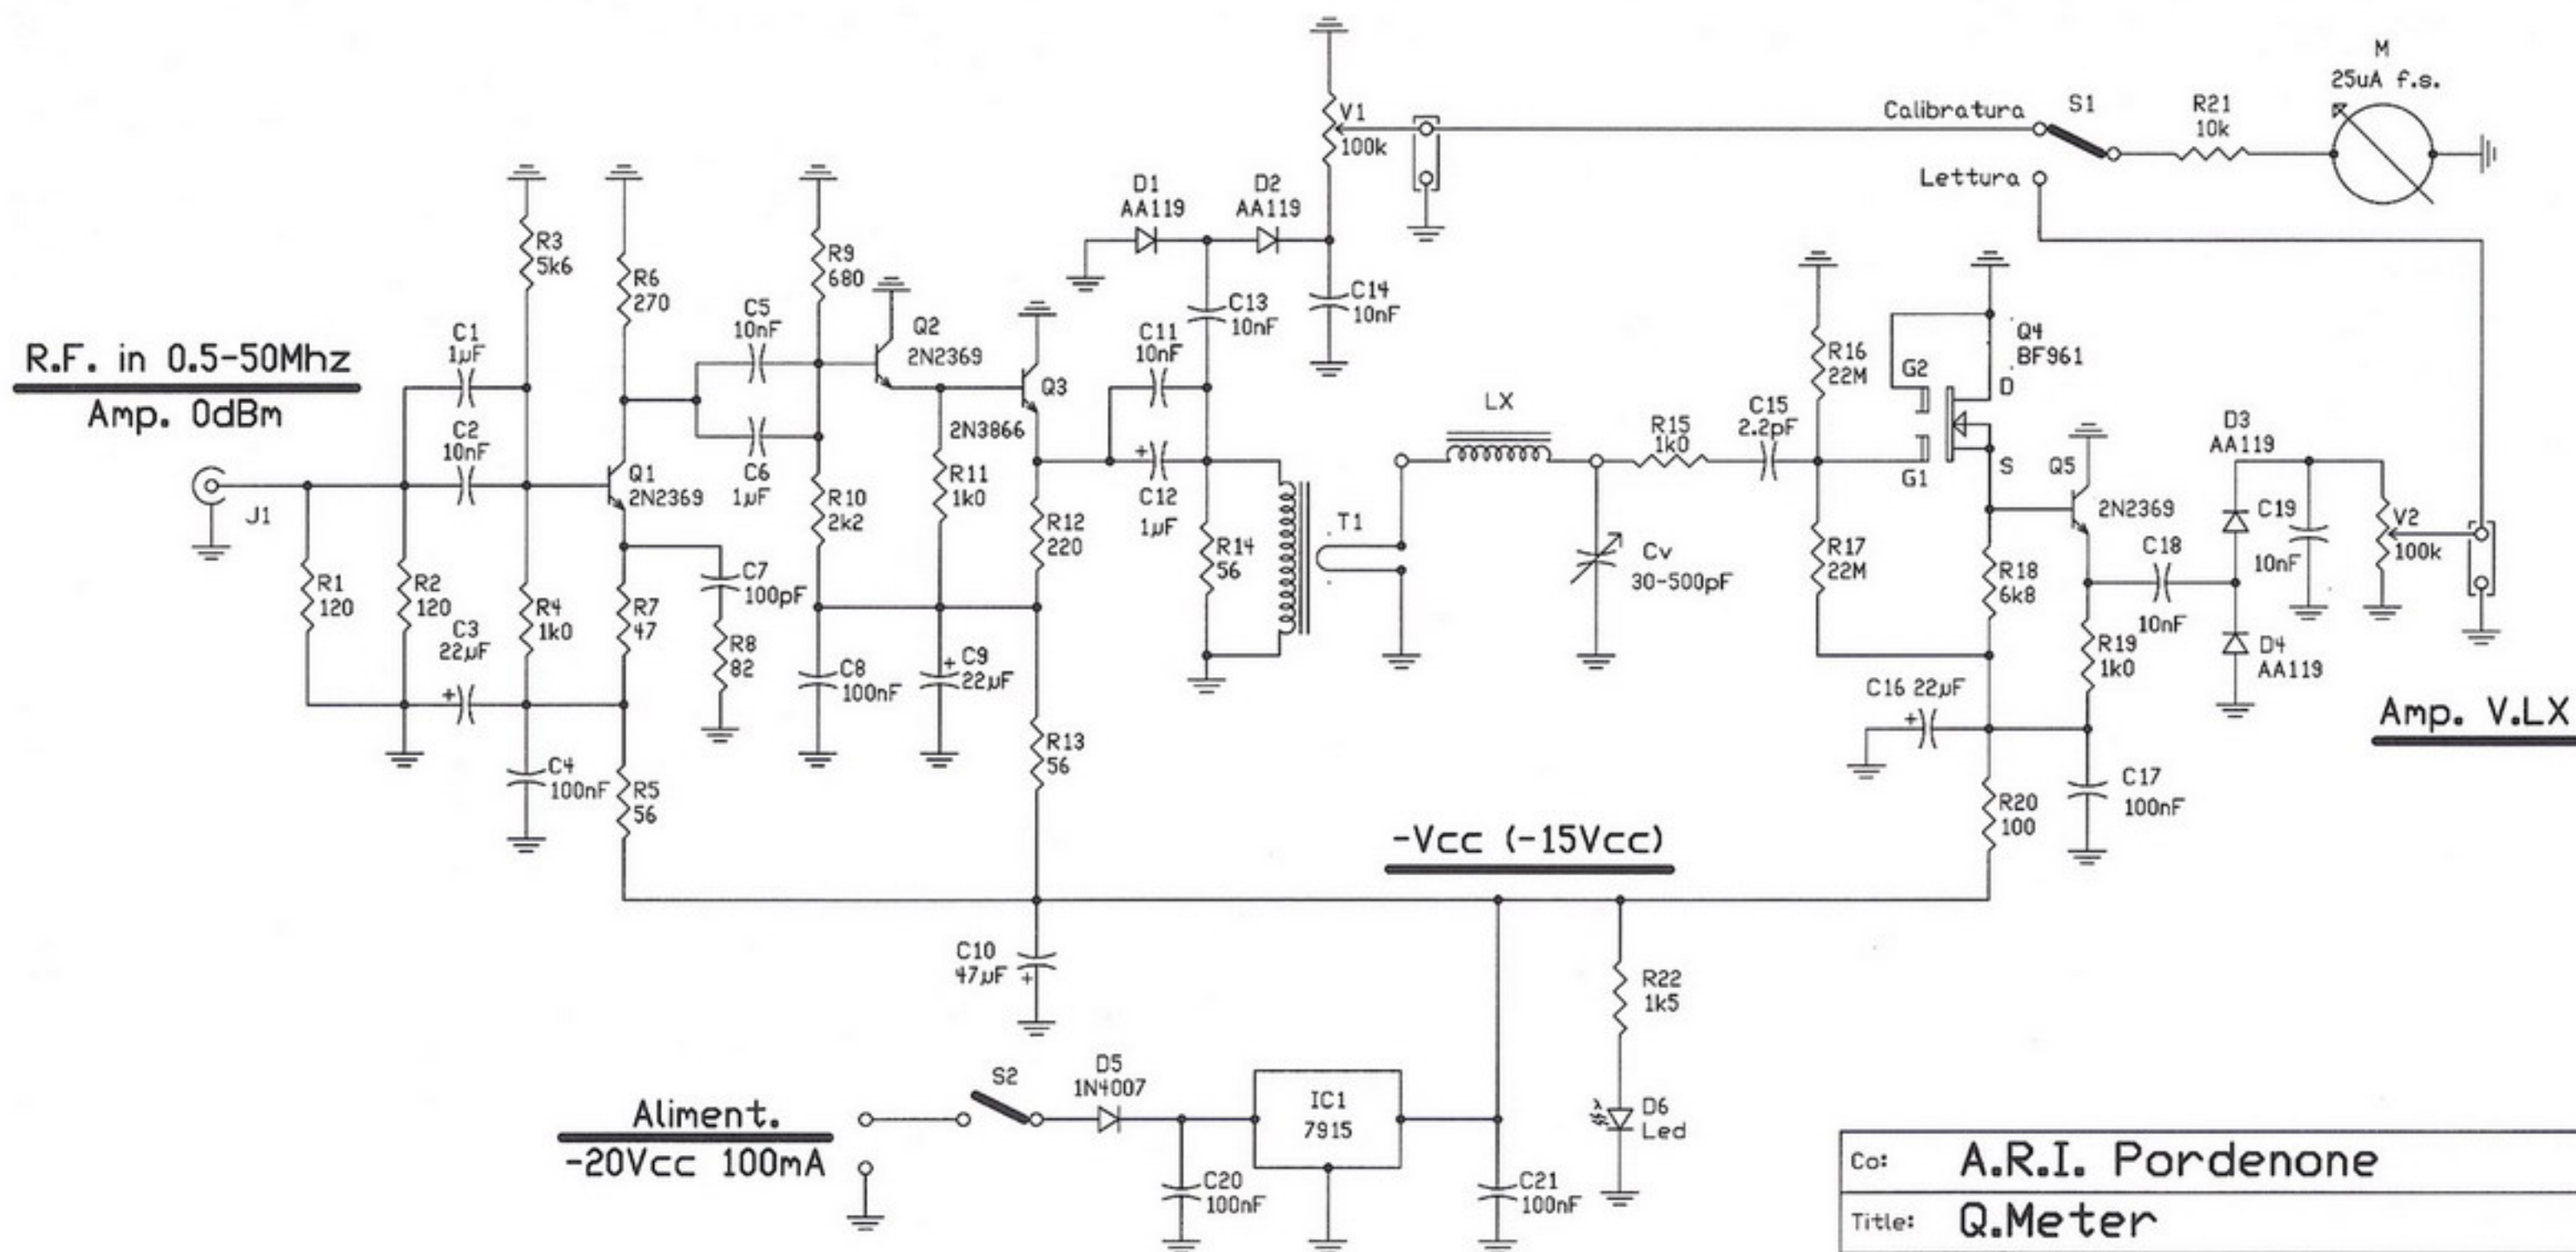 M
25uA f.s.
Calibratura
S1
R21
10k
Lettura
V1
100k
D1
AA119
D2
AA119
R3
5k6
R6
270
R9
680
C5
10nF
Q2
2N2369
C11
10nF
C13
10nF
C14
10nF
Q3
2N3866
R.F. in 0.5-50Mhz
Amp. 0dBm
C1
1µF
C2
10nF
J1
Q1
2N2369
C6
1µF
R10
2k2
R11
1k0
+
C12
1µF
R12
220
R14
56
T1
LX
R15
1k0
C15
2.2pF
Cv
30-500pF
R16
22M
R17
22M
G2
G1
D
S
Q4
BF961
Q5
2N2369
D3
AA119
C19
10nF
V2
100k
C18
10nF
R18
6k8
R19
1k0
D4
AA119
R1
120
R2
120
C3
22µF
+
R4
1k0
R7
47
C7
100pF
R8
82
C8
100nF
+
C9
22µF
C4
100nF
R5
56
R13
56
C16 22µF
+
C17
100nF
R20
100
Amp. V.LX
-Vcc (-15Vcc)
C10
47µF
+
R22
1k5
Aliment.
-20Vcc 100mA
S2
D5
1N4007
IC1
7915
C20
100nF
C21
100nF
D6
Led
Co: A.R.I. Pordenone
Title: Q.Meter